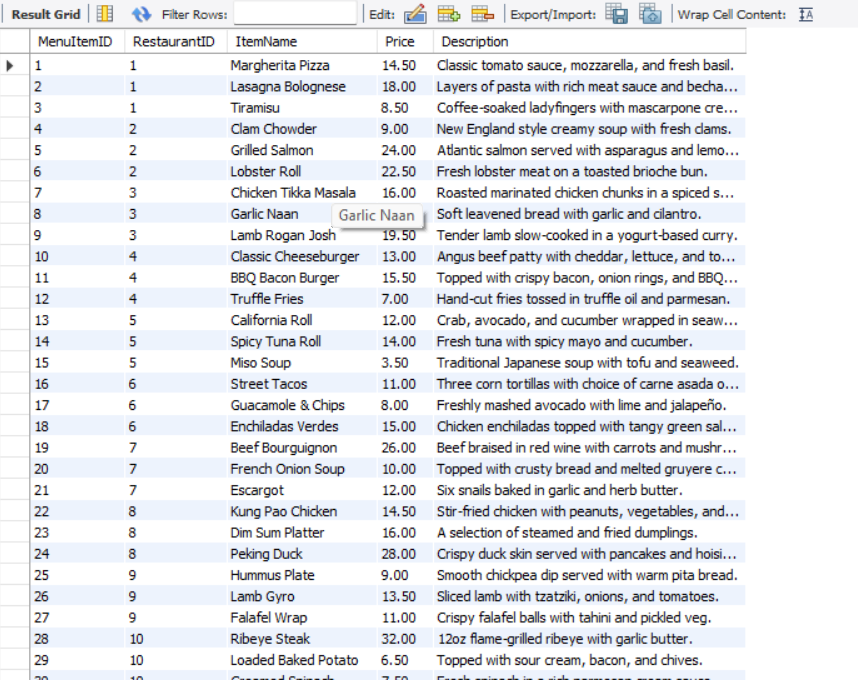 Result Grid Filter Rows: Edit: Export/Import: Wrap Cell Content: IA
MenuItemID RestaurantID ItemName Price Description
1 1 Margherita Pizza 14.50 Classic tomato sauce, mozzarella, and fresh basil.
2 1 Lasagna Bolognese 18.00 Layers of pasta with rich meat sauce and becha...
3 1 Tiramisu 8.50 Coffee-soaked ladyfingers with mascarpone cre...
4 2 Clam Chowder 9.00 New England style creamy soup with fresh clams.
5 2 Grilled Salmon 24.00 Atlantic salmon served with asparagus and lemo...
6 2 Lobster Roll 22.50 Fresh lobster meat on a toasted brioche bun.
7 3 Chicken Tikka Masala 16.00 Roasted marinated chicken chunks in a spiced s...
8 3 Garlic Naan Garlic Naan Soft leavened bread with garlic and cilantro.
9 3 Lamb Rogan Josh 19.50 Tender lamb slow-cooked in a yogurt-based curry.
10 4 Classic Cheeseburger 13.00 Angus beef patty with cheddar, lettuce, and to...
11 4 BBQ Bacon Burger 15.50 Topped with crispy bacon, onion rings, and BBQ...
12 4 Truffle Fries 7.00 Hand-cut fries tossed in truffle oil and parmesan.
13 5 California Roll 12.00 Crab, avocado, and cucumber wrapped in seaw...
14 5 Spicy Tuna Roll 14.00 Fresh tuna with spicy mayo and cucumber.
15 5 Miso Soup 3.50 Traditional Japanese soup with tofu and seaweed.
16 6 Street Tacos 11.00 Three corn tortillas with choice of carne asada o...
17 6 Guacamole & Chips 8.00 Freshly mashed avocado with lime and jalapeño.
18 6 Enchiladas Verdes 15.00 Chicken enchiladas topped with tangy green sal...
19 7 Beef Bourguignon 26.00 Beef braised in red wine with carrots and mushr...
20 7 French Onion Soup 10.00 Topped with crusty bread and melted gruyere c...
21 7 Escargot 12.00 Six snails baked in garlic and herb butter.
22 8 Kung Pao Chicken 14.50 Stir-fried chicken with peanuts, vegetables, and...
23 8 Dim Sum Platter 16.00 A selection of steamed and fried dumplings.
24 8 Peking Duck 28.00 Crispy duck skin served with pancakes and hoisi...
25 9 Hummus Plate 9.00 Smooth chickpea dip served with warm pita bread.
26 9 Lamb Gyro 13.50 Sliced lamb with tzatziki, onions, and tomatoes.
27 9 Falafel Wrap 11.00 Crispy falafel balls with tahini and pickled veg.
28 10 Ribeye Steak 32.00 12oz flame-grilled ribeye with garlic butter.
29 10 Loaded Baked Potato 6.50 Topped with sour cream, bacon, and chives.